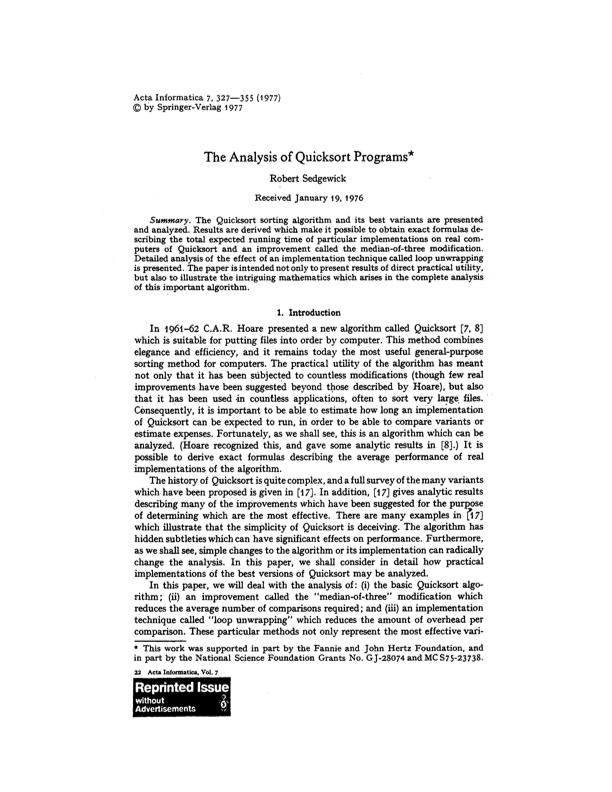 Acta Informatica 7, 327—355 (1977)
© by Springer-Verlag 1977
The Analysis of Quicksort Programs*
Robert Sedgewick
Received January 19, 1976
Summary. The Quicksort sorting algorithm and its best variants are presented
and analyzed. Results are derived which make it possible to obtain exact formulas de-
scribing the total expected running time of particular implementations on real com-
puters of Quicksort and an improvement called the median-of-three modification.
Detailed analysis of the effect of an implementation technique called loop unwrapping
is presented. The paper is intended not only to present results of direct practical utility,
but also to illustrate the intriguing mathematics which arises in the complete analysis
of this important algorithm.
1. Introduction
In 1961–62 C.A.R. Hoare presented a new algorithm called Quicksort [7, 8]
which is suitable for putting files into order by computer. This method combines
elegance and efficiency, and it remains today the most useful general-purpose
sorting method for computers. The practical utility of the algorithm has meant
not only that it has been subjected to countless modifications (though few real
improvements have been suggested beyond those described by Hoare), but also
that it has been used in countless applications, often to sort very large files.
Consequently, it is important to be able to estimate how long an implementation
of Quicksort can be expected to run, in order to be able to compare variants or
estimate expenses. Fortunately, as we shall see, this is an algorithm which can be
analyzed. (Hoare recognized this, and gave some analytic results in [8].) It is
possible to derive exact formulas describing the average performance of real
implementations of the algorithm.
The history of Quicksort is quite complex, and a full survey of the many variants
which have been proposed is given in [17]. In addition, [17] gives analytic results
describing many of the improvements which have been suggested for the purpose
of determining which are the most effective. There are many examples in [17]
which illustrate that the simplicity of Quicksort is deceiving. The algorithm has
hidden subtleties which can have significant effects on performance. Furthermore,
as we shall see, simple changes to the algorithm or its implementation can radically
change the analysis. In this paper, we shall consider in detail how practical
implementations of the best versions of Quicksort may be analyzed.
In this paper, we will deal with the analysis of: (i) the basic Quicksort algo-
rithm; (ii) an improvement called the "median-of-three" modification which
reduces the average number of comparisons required; and (iii) an implementation
technique called "loop unwrapping" which reduces the amount of overhead per
comparison. These particular methods not only represent the most effective vari-
* This work was supported in part by the Fannie and John Hertz Foundation, and
in part by the National Science Foundation Grants No. GJ-28074 and MCS75-23738.
22 Acta Informatica, Vol. 7
Reprinted Issue
without
Advertisements